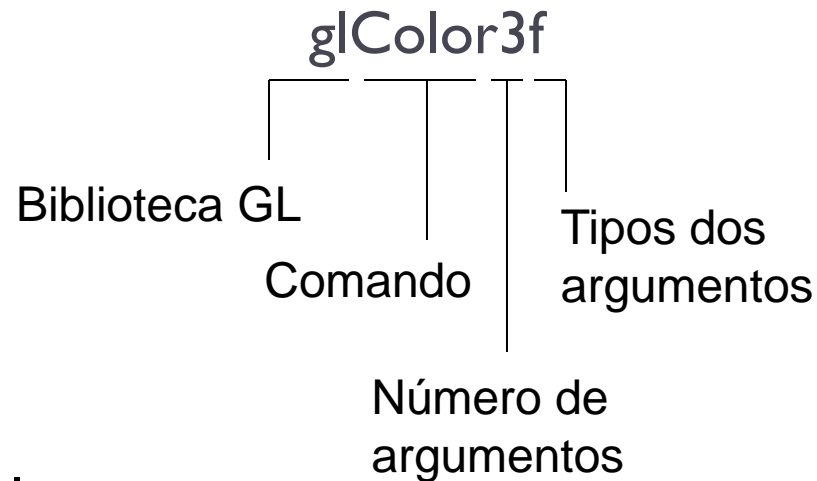 glColor3f
Biblioteca GL
Comando
Tipos dos
argumentos
Número de
argumentos